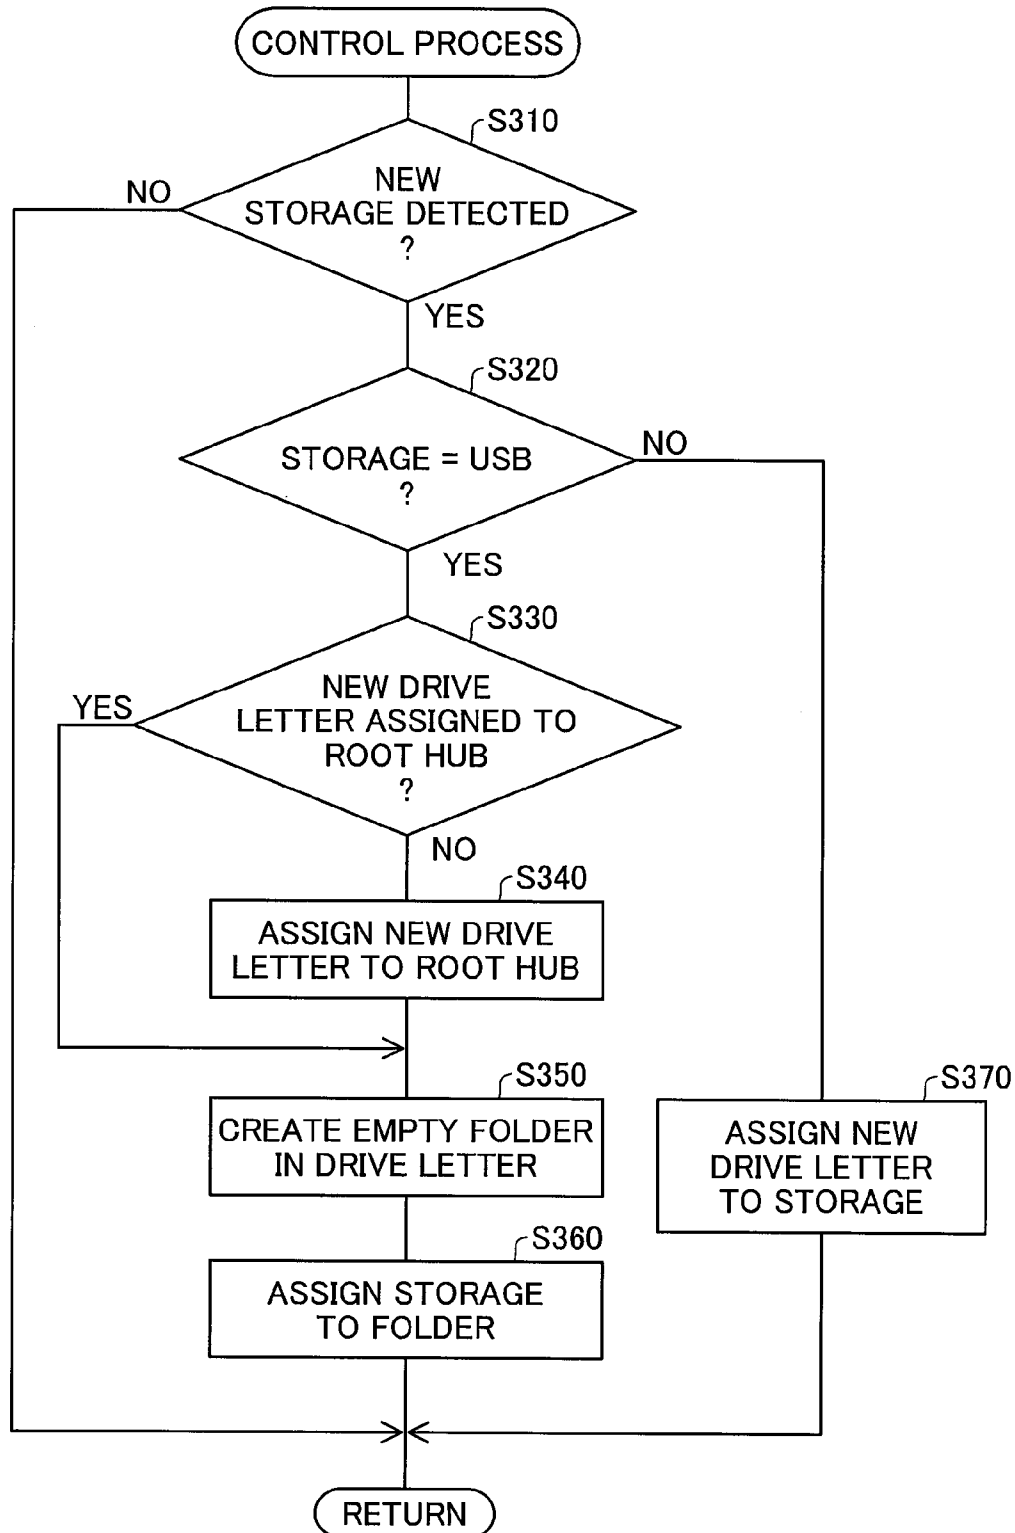 CONTROL PROCESS
S310
NO
NEW
STORAGE DETECTED
?
YES
S320
NO
STORAGE = USB
?
YES
S330
YES
NEW DRIVE
LETTER ASSIGNED TO
ROOT HUB
?
NO
S340
ASSIGN NEW DRIVE
LETTER TO ROOT HUB
S350
CREATE EMPTY FOLDER
IN DRIVE LETTER
S370
ASSIGN NEW
DRIVE LETTER
TO STORAGE
S360
ASSIGN STORAGE
TO FOLDER
RETURN